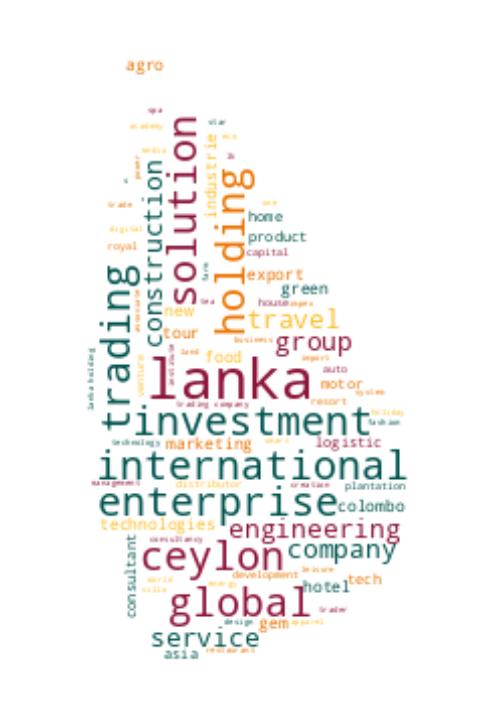 agro
spa
star
academy
eco
solution
media
industrie
construction
power
holding
trade
one
home
digital
product
royal
capital
trading
farm
export
green
tea
house
impex
associate
new
travel
tour
business
group
land
food
import
institute
venture
lanka
auto
motor
system
lanka holding
resort
trading company
holiday
investment
fashion
technology
marketing
smart
logistic
international
management
distributor
creation
plantation
enterprise
colombo
technologies
engineering
consultancy
ceylon
company
consultant
leisure
world
development
tech
energy
villa
hotel
global
trader
design
gem
apparel
service
asia
restaurant